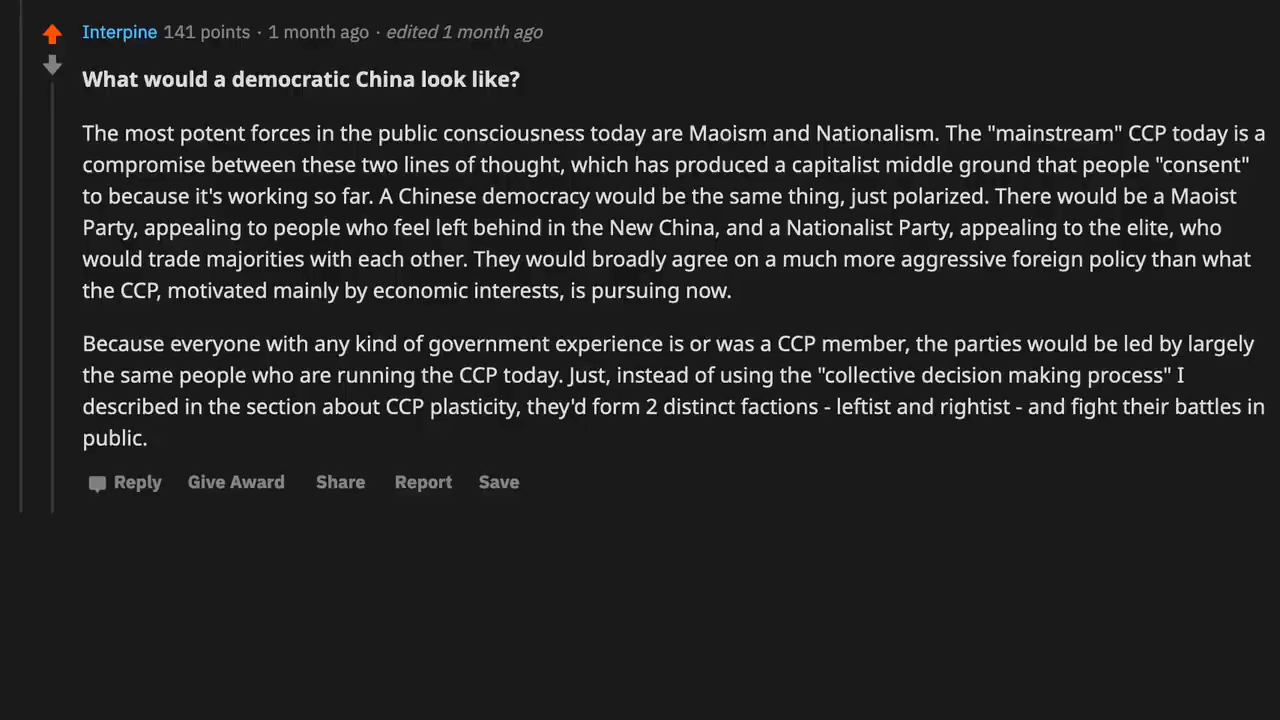 Interpine 141 points · 1 month ago · edited 1 month ago
What would a democratic China look like?
The most potent forces in the public consciousness today are Maoism and Nationalism. The "mainstream" CCP today is a
compromise between these two lines of thought, which has produced a capitalist middle ground that people "consent"
to because it's working so far. A Chinese democracy would be the same thing, just polarized. There would be a Maoist
Party, appealing to people who feel left behind in the New China, and a Nationalist Party, appealing to the elite, who
would trade majorities with each other. They would broadly agree on a much more aggressive foreign policy than what
the CCP, motivated mainly by economic interests, is pursuing now.
Because everyone with any kind of government experience is or was a CCP member, the parties would be led by largely
the same people who are running the CCP today. Just, instead of using the "collective decision making process" I
described in the section about CCP plasticity, they'd form 2 distinct factions - leftist and rightist - and fight their battles in
public.
Reply Give Award Share Report Save